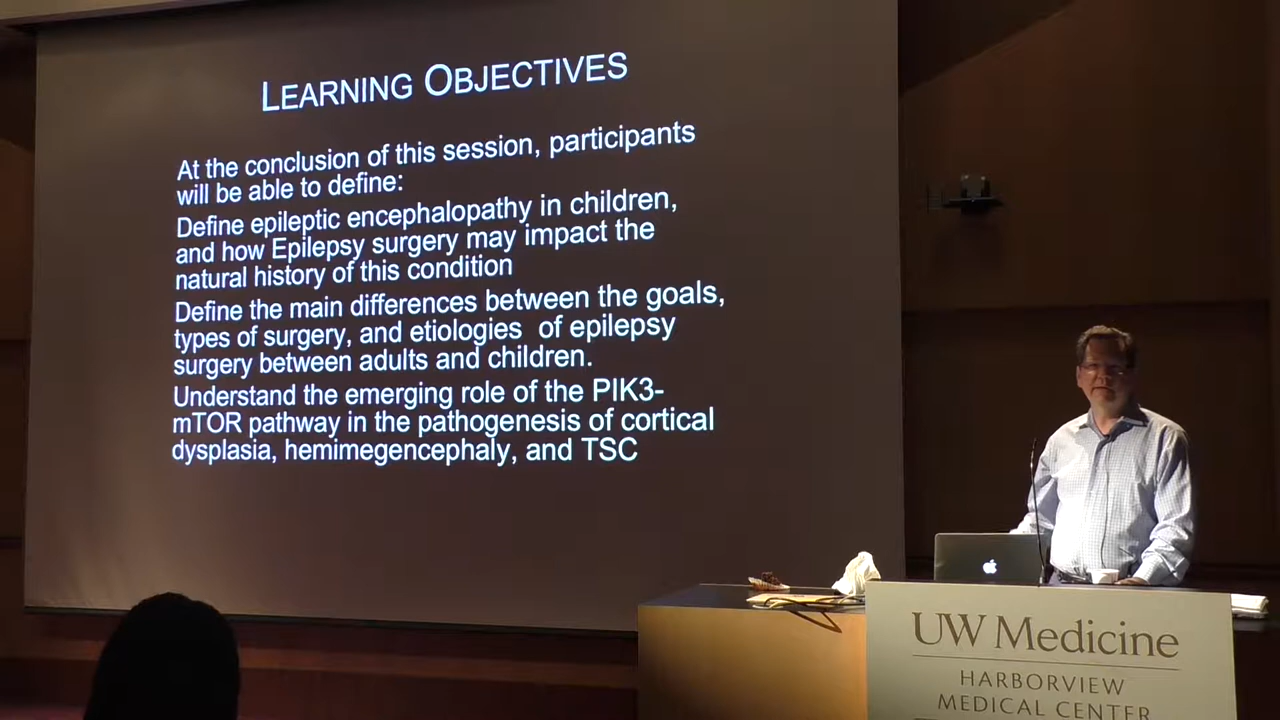 LEARNING OBJECTIVES
At the conclusion of this session, participants
will be able to define:
Define epileptic encephalopathy in children,
and how Epilepsy surgery may impact the
natural history of this condition
Define the main differences between the goals,
types of surgery, and etiologies of epilepsy
surgery between adults and children.
Understand the emerging role of the PIK3-
mTOR pathway in the pathogenesis of cortical
dysplasia, hemimegencephaly, and TSC
UW Medicine
HARBORVIEW
MEDICAL CENTER